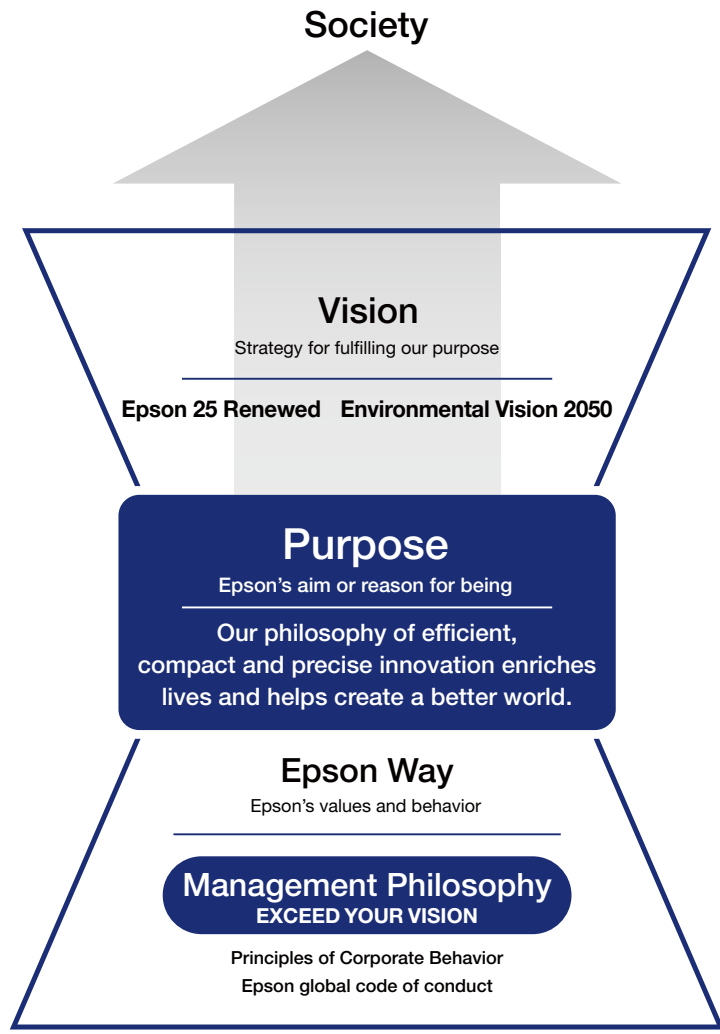 Society
Vision
Strategy for fulfilling our purpose
Epson 25 Renewed Environmental Vision 2050
Purpose
Epson's aim or reason for being
Our philosophy of efficient,
compact and precise innovation enriches
lives and helps create a better world.
Epson Way
Epson's values and behavior
Management Philosophy
EXCEED YOUR VISION
Principles of Corporate Behavior
Epson global code of conduct